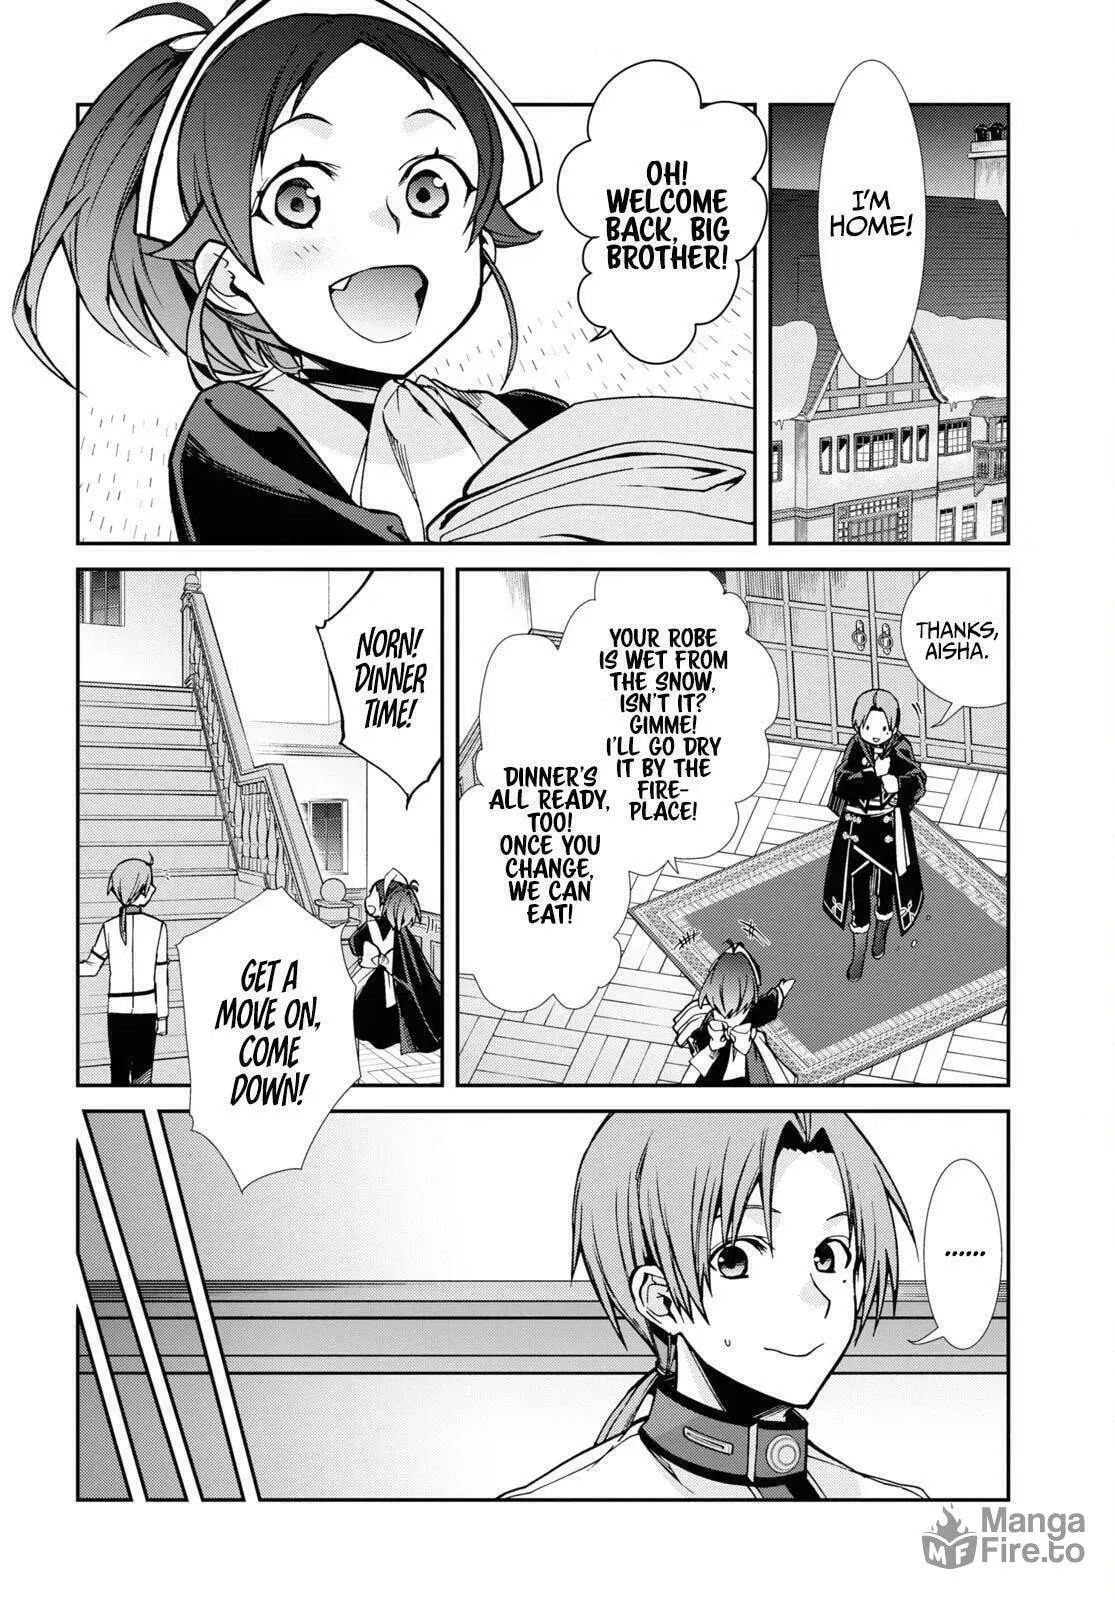 I'M
HOME!
OH!
WELCOME
BACK, BIG
BROTHER!
THANKS,
AISHA.
YOUR ROBE
IS WET FROM
THE SNOW,
ISN'T IT?
GIMME!
I'LL GO DRY
IT BY THE
FIRE-
PLACE!
DINNER'S
ALL READY,
TOO!
ONCE YOU
CHANGE,
WE CAN
EAT!
NORN!
DINNER
TIME!
GET A
MOVE ON,
COME
DOWN!
......
MF
Manga
Fire.to